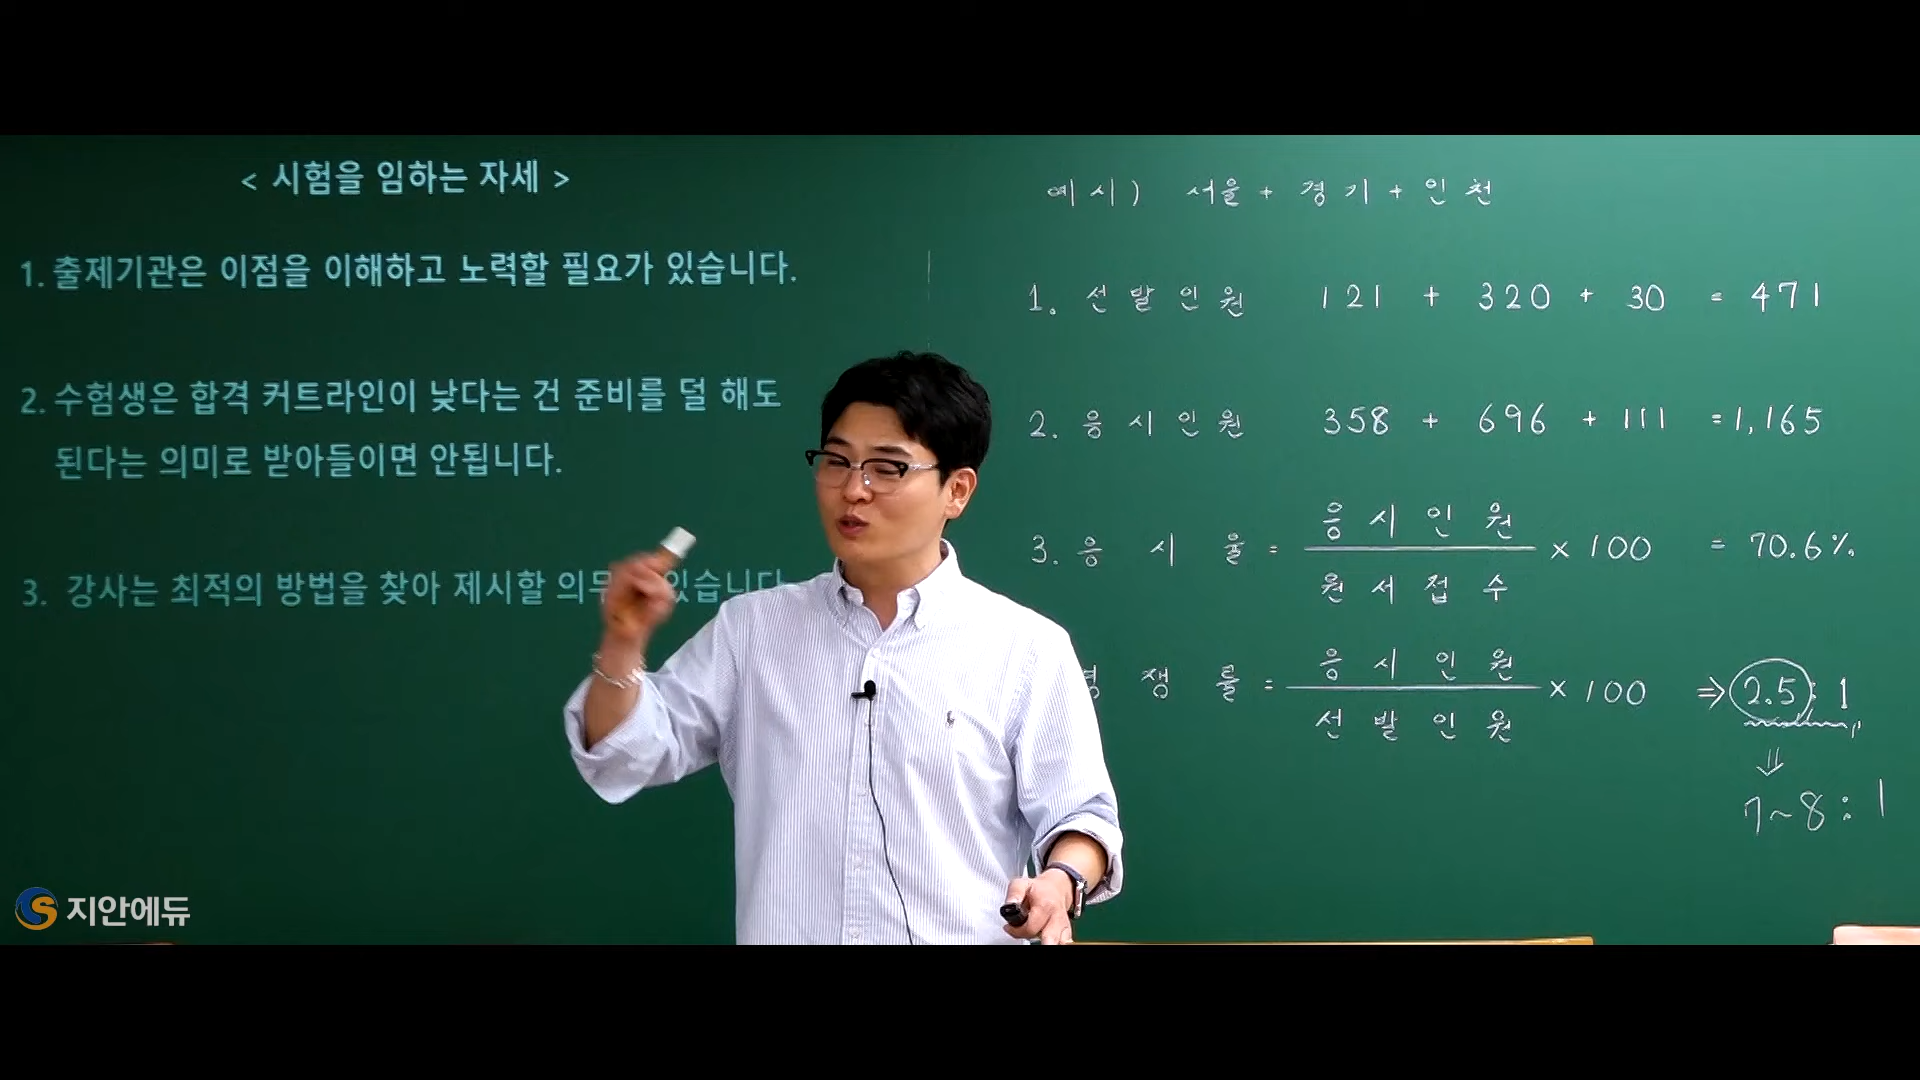 < 시험을 임하는 자세 >
1. 출제기관은 이점을 이해하고 노력할 필요가 있습니다.
2. 수험생은 합격 커트라인이 낮다는 건 준비를 덜 해도
된다는 의미로 받아들이면 안됩니다.
3. 강사는 최적의 방법을 찾아 제시할 있습니다
예시) 서울 + 경기 + 인천
1. 선발인원 121 + 320 + 30 = 471
2. 응시인원 358 + 696 + 111 = 1,165
3. 응시율 = 응시인원
원서접수
× 100 = 70.6%
쟁률 = 응시인원
선발인원
× 100 ⇒ 2.5 : 1
⇓
7~8 : 1
지안에듀